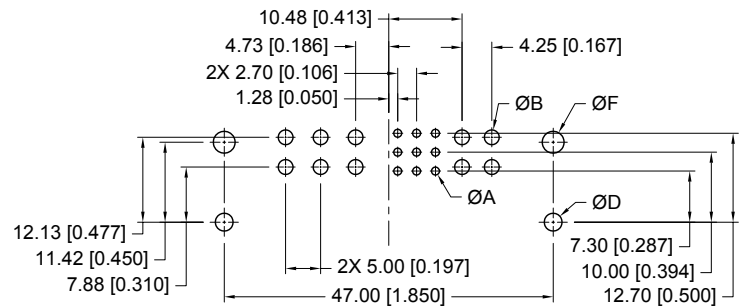 10.48 [0.413]
4.73 [0.186]
4.25 [0.167]
2X 2.70 [0.106]
1.28 [0.050]
ØB
ØF
ØA
ØD
12.13 [0.477]
11.42 [0.450]
7.88 [0.310]
2X 5.00 [0.197]
47.00 [1.850]
7.30 [0.287]
10.00 [0.394]
12.70 [0.500]